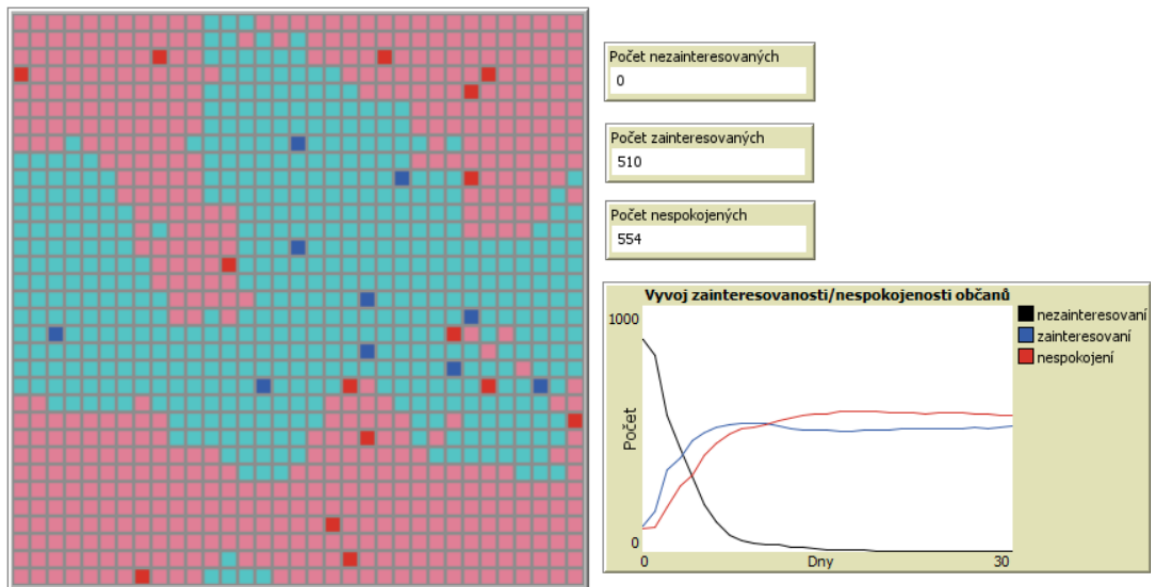 Počet nezainteresovaných
0
Počet zainteresovaných
510
Počet nespokojených
554
Vyvoj zainteresovanosti/nespokojenosti občanů
1000
Počet
0
0
Dny
30
nezainteresovaní
zainteresovaní
nespokojení